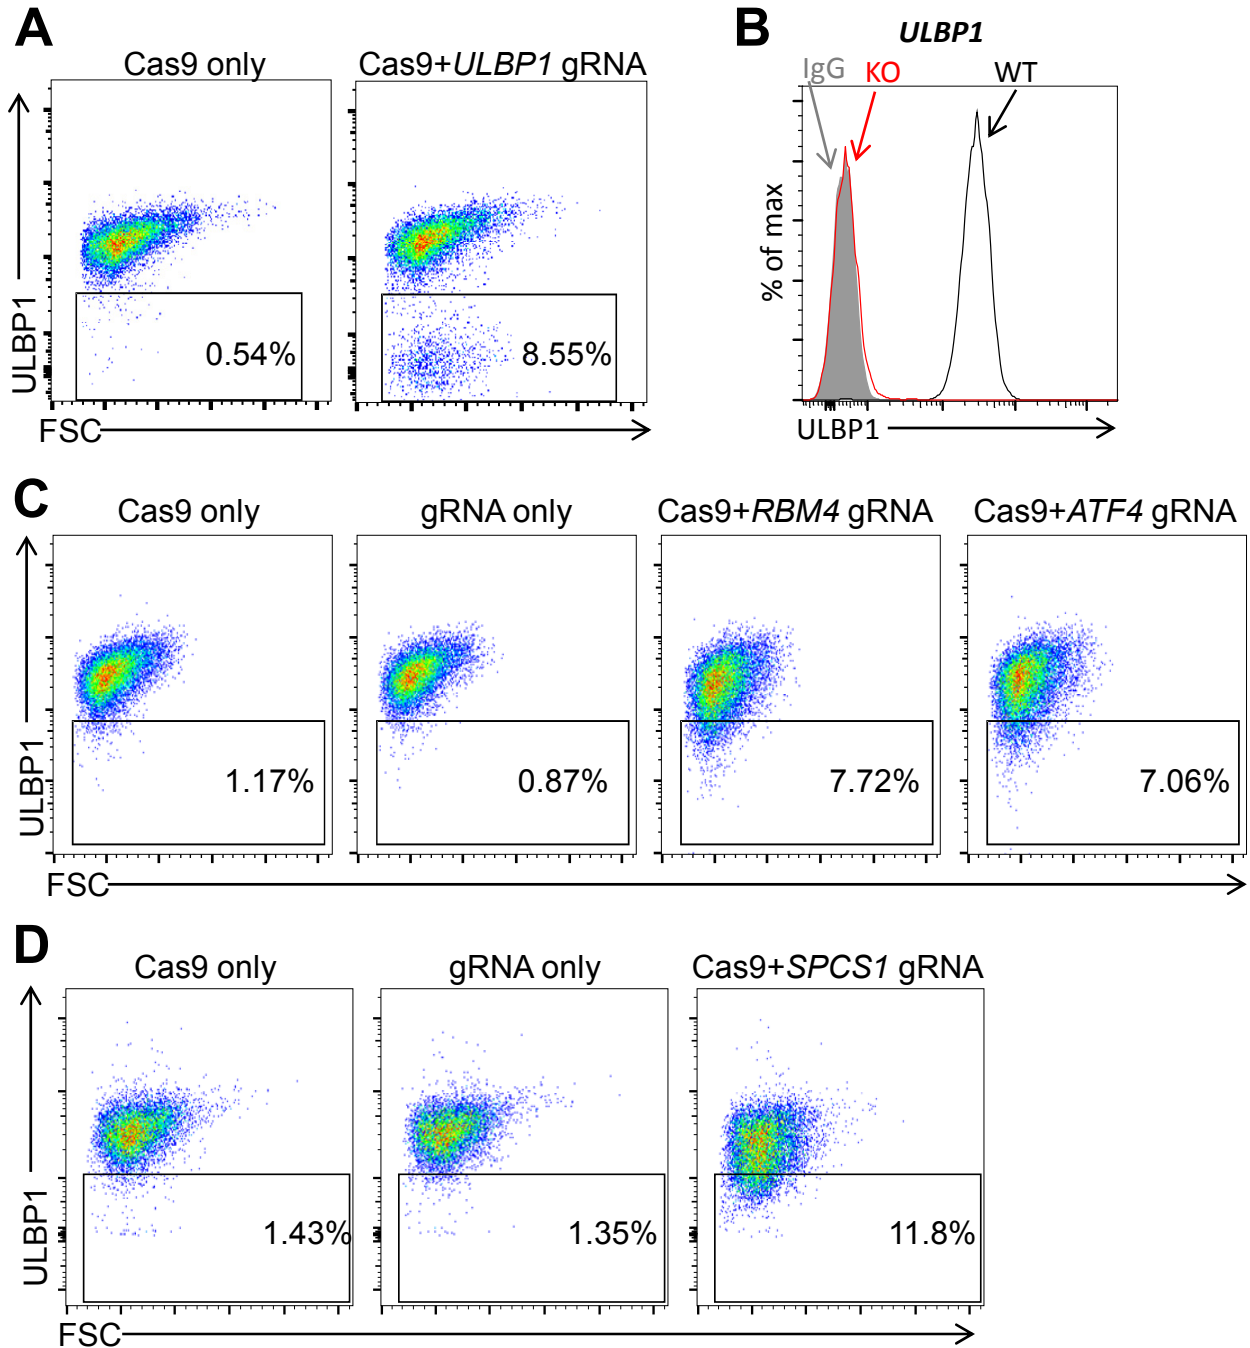 A
Cas9 only
Cas9+ULBP1 gRNA
ULBP1
0.54%
8.55%
FSC
B
ULBP1
IgG
KO
WT
% of max
ULBP1
C
Cas9 only
gRNA only
Cas9+RBM4 gRNA
Cas9+ATF4 gRNA
ULBP1
1.17%
0.87%
7.72%
7.06%
FSC
D
Cas9 only
gRNA only
Cas9+SPCS1 gRNA
ULBP1
1.43%
1.35%
11.8%
FSC